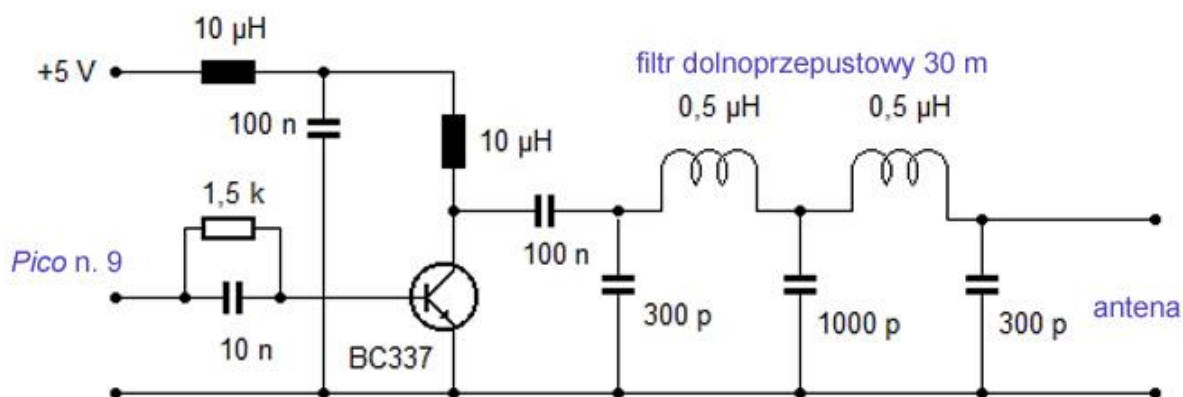 10 µH
+5 V
filtr dolnoprzepustowy 30 m
0,5 µH
0,5 µH
100 n
10 µH
1,5 k
Pico n. 9
100 n
10 n
BC337
300 p
1000 p
300 p
antena